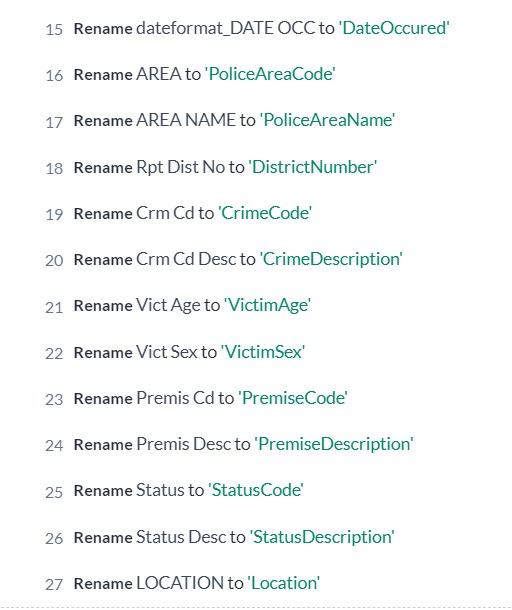 15 Rename dateformat_DATE OCC to 'DateOccured'
16 Rename AREA to 'PoliceAreaCode'
17 Rename AREA NAME to 'PoliceAreaName'
18 Rename Rpt Dist No to 'DistrictNumber'
19 Rename Crm Cd to 'CrimeCode'
20 Rename Crm Cd Desc to 'CrimeDescription'
21 Rename Vict Age to 'VictimAge'
22 Rename Vict Sex to 'VictimSex'
23 Rename Premis Cd to 'PremiseCode'
24 Rename Premis Desc to 'PremiseDescription'
25 Rename Status to 'StatusCode'
26 Rename Status Desc to 'StatusDescription'
27 Rename LOCATION to 'Location'